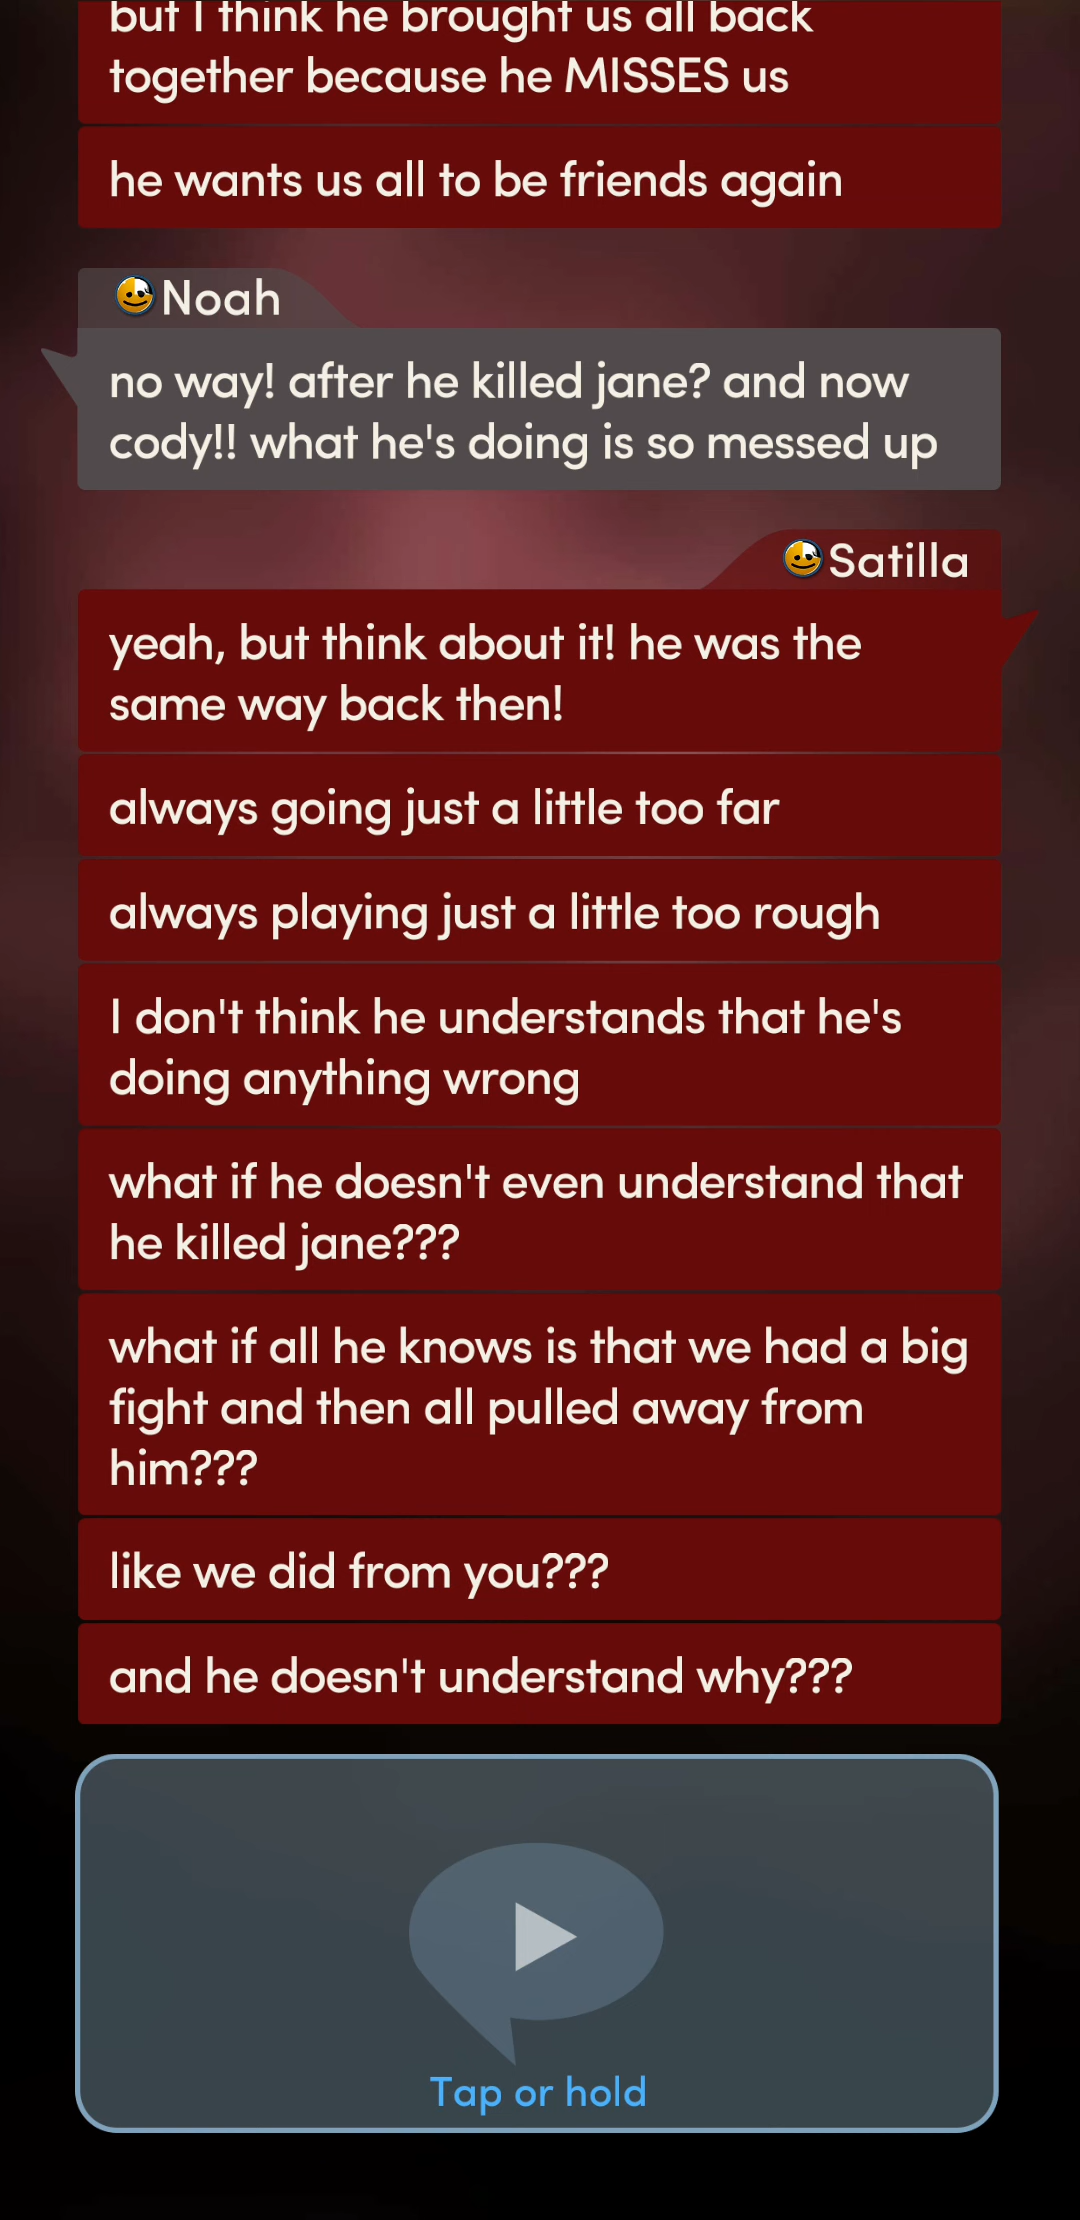 but I think he brought us all back
together because he MISSES us
he wants us all to be friends again
Noah
no way! after he killed jane? and now
cody!! what he's doing is so messed up
Satilla
yeah, but think about it! he was the
same way back then!
always going just a little too far
always playing just a little too rough
I don't think he understands that he's
doing anything wrong
what if he doesn't even understand that
he killed jane???
what if all he knows is that we had a big
fight and then all pulled away from
him???
like we did from you???
and he doesn't understand why???
Tap or hold